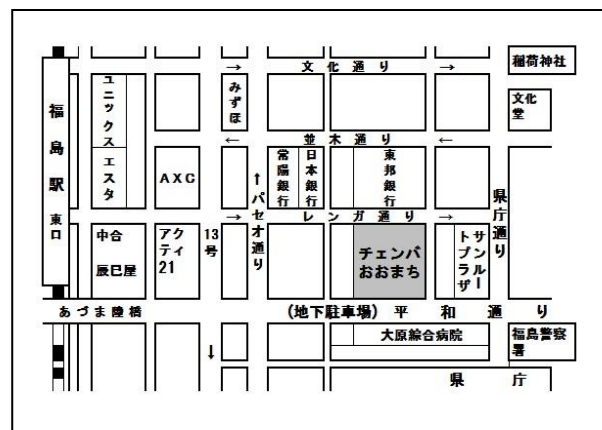 文化通り
稲荷神社
文化堂
みずほ
ユニックス
福島駅 東口
並木通り
エスタ
AXC
常陽銀行
日本銀行
東邦銀行
県庁通り
パセオ通り
レンガ通り
中合
辰巳屋
アクティ21
13号
チェンバおおまち
サンルートプラザ
あづま陸橋
(地下駐車場) 平和通り
大原綜合病院
福島警察署
県庁